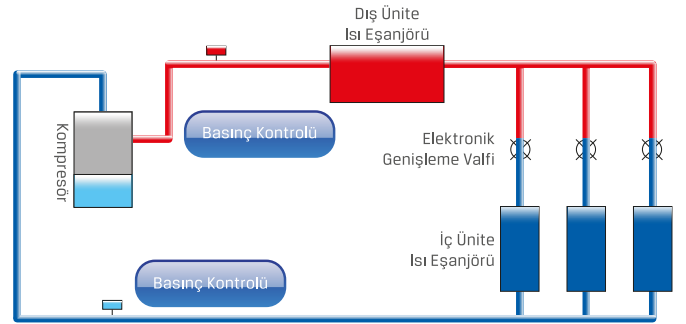 Dış Ünite
Isı Eşanjörü
Kompresör
Basınç Kontrolü
Elektronik
Genişleme Valfi
İç Ünite
Isı Eşanjörü
Basınç Kontrolü